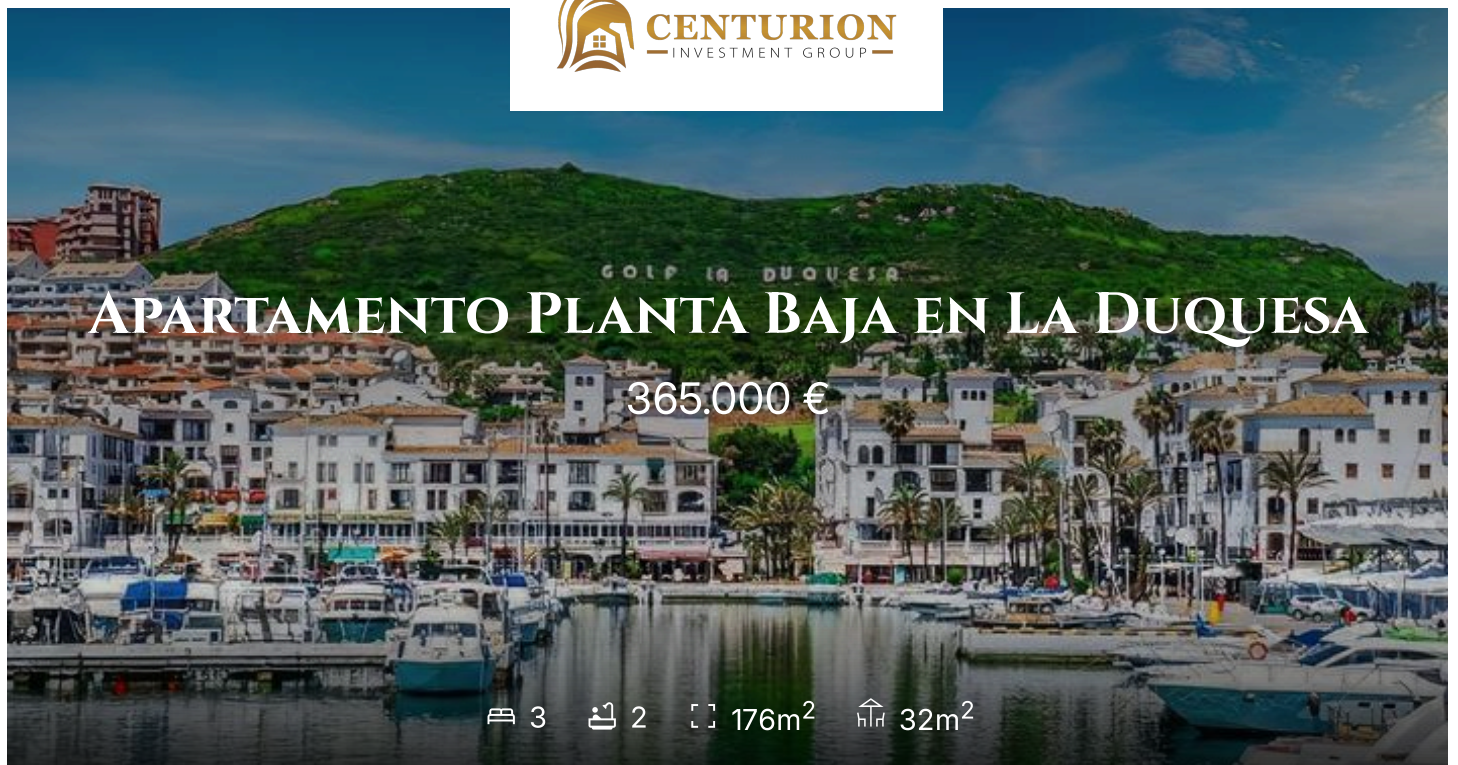 CENTURION
INVESTMENT GROUP
GOLF LA DUQUESA
Apartamento Planta Baja en La Duquesa
365.000 €
3 2 176m² 32m²